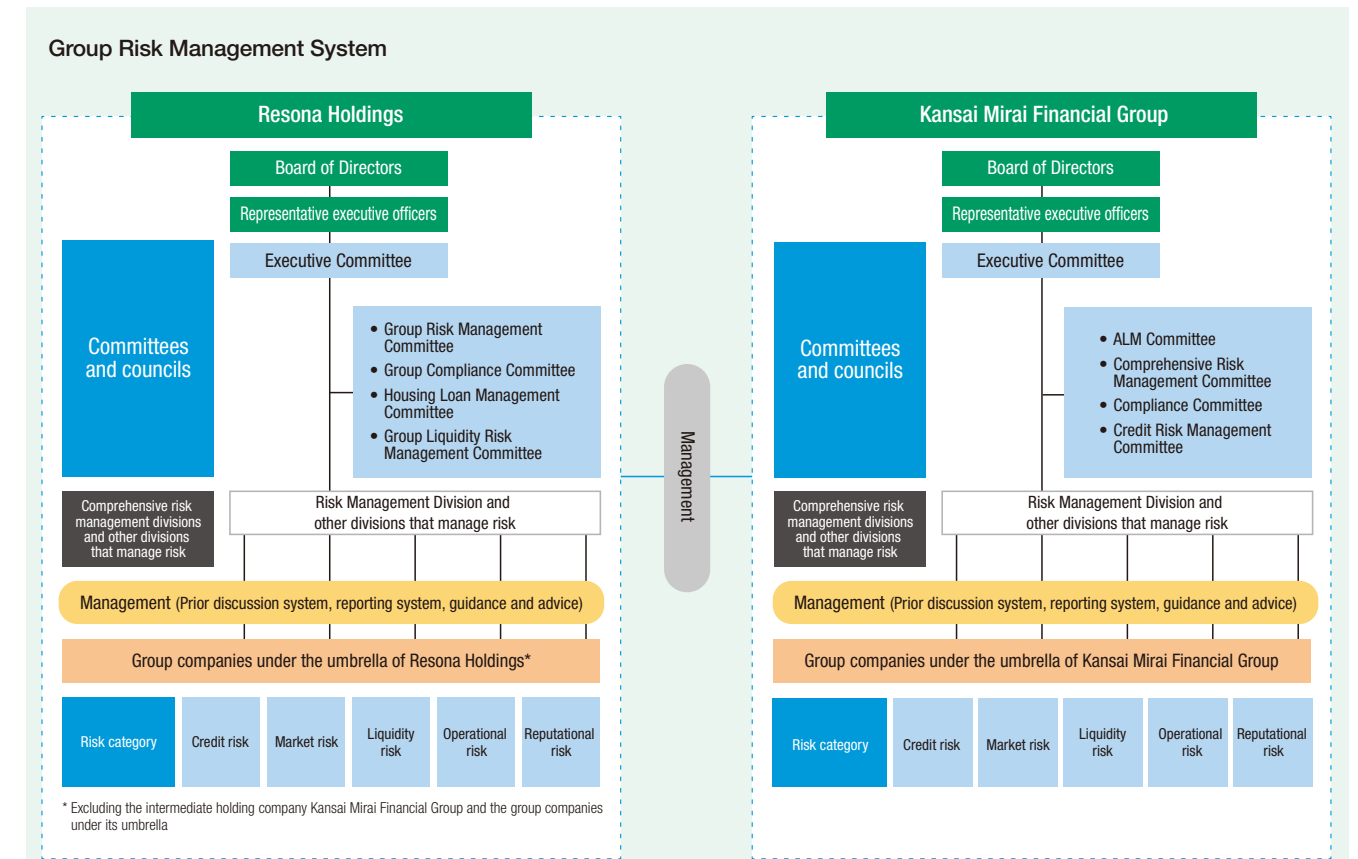 Group Risk Management System
Resona Holdings
Board of Directors
Representative executive officers
Executive Committee
Committees
and councils
• Group Risk Management
Committee
• Group Compliance Committee
• Housing Loan Management
Committee
• Group Liquidity Risk
Management Committee
Comprehensive risk
management divisions
and other divisions
that manage risk
Risk Management Division and
other divisions that manage risk
Management (Prior discussion system, reporting system, guidance and advice)
Group companies under the umbrella of Resona Holdings*
Risk category
Credit risk
Market risk
Liquidity
risk
Operational
risk
Reputational
risk
* Excluding the intermediate holding company Kansai Mirai Financial Group and the group companies
under its umbrella
Management
Kansai Mirai Financial Group
Board of Directors
Representative executive officers
Executive Committee
Committees
and councils
• ALM Committee
• Comprehensive Risk
Management Committee
• Compliance Committee
• Credit Risk Management
Committee
Comprehensive risk
management divisions
and other divisions
that manage risk
Risk Management Division and
other divisions that manage risk
Management (Prior discussion system, reporting system, guidance and advice)
Group companies under the umbrella of Kansai Mirai Financial Group
Risk category
Credit risk
Market risk
Liquidity
risk
Operational
risk
Reputational
risk